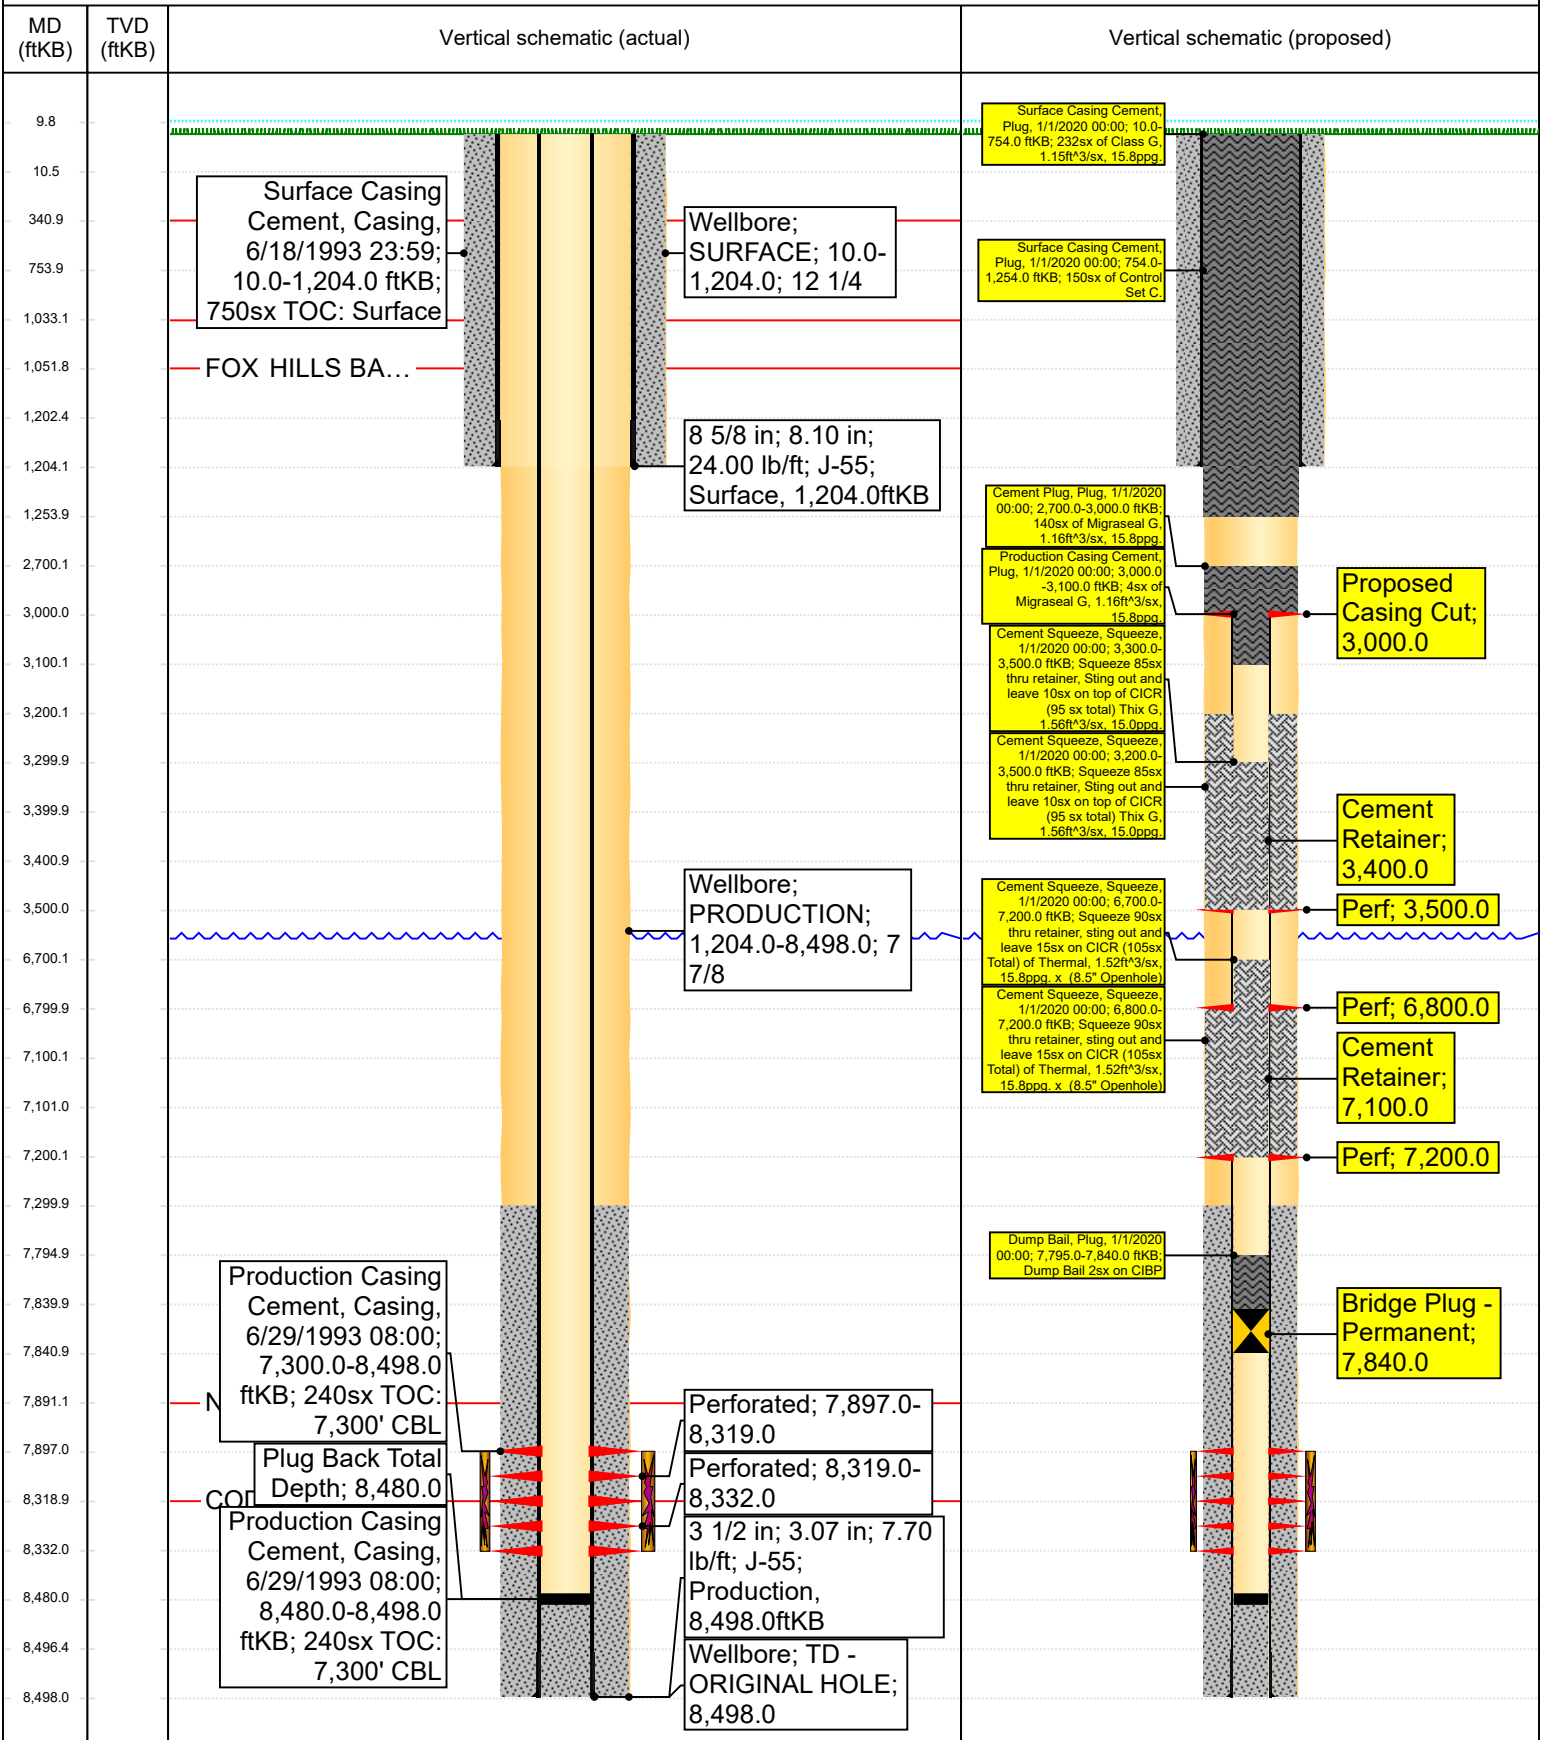 MD
(ftKB)
TVD
(ftKB)
Vertical schematic (actual)
Vertical schematic (proposed)
9.8
10.5
340.9
753.9
1,033.1
1,051.8
1,202.4
1,204.1
1,253.9
2,700.1
3,000.0
3,100.1
3,200.1
3,299.9
3,399.9
3,400.9
3,500.0
6,700.1
6,799.9
7,100.1
7,101.0
7,200.1
7,299.9
7,794.9
7,839.9
7,840.9
7,891.1
7,897.0
8,318.9
8,332.0
8,480.0
8,496.4
8,498.0
Surface Casing
Cement, Casing,
6/18/1993 23:59;
10.0-1,204.0 ftKB;
750sx TOC: Surface
FOX HILLS BA...
Production Casing
Cement, Casing,
6/29/1993 08:00;
7,300.0-8,498.0
ftKB; 240sx TOC:
7,300' CBL
N
Plug Back Total
Depth; 8,480.0
COD
Production Casing
Cement, Casing,
6/29/1993 08:00;
8,480.0-8,498.0
ftKB; 240sx TOC:
7,300' CBL
Wellbore;
SURFACE; 10.0-
1,204.0; 12 1/4
8 5/8 in; 8.10 in;
24.00 lb/ft; J-55;
Surface, 1,204.0ftKB
Wellbore;
PRODUCTION;
1,204.0-8,498.0; 7
7/8
Perforated; 7,897.0-
8,319.0
Perforated; 8,319.0-
8,332.0
3 1/2 in; 3.07 in; 7.70
lb/ft; J-55;
Production,
8,498.0ftKB
Wellbore; TD -
ORIGINAL HOLE;
8,498.0
Surface Casing Cement,
Plug, 1/1/2020 00:00; 10.0-
754.0 ftKB; 232sx of Class G,
1.15ft^3/sx, 15.8ppg.
Surface Casing Cement,
Plug, 1/1/2020 00:00; 754.0-
1,254.0 ftKB; 150sx of Control
Set C.
Cement Plug, Plug, 1/1/2020
00:00; 2,700.0-3,000.0 ftKB;
140sx of Migraseal G,
1.16ft^3/sx, 15.8ppg.
Production Casing Cement,
Plug, 1/1/2020 00:00; 3,000.0
-3,100.0 ftKB; 4sx of
Migraseal G, 1.16ft^3/sx,
15.8ppg.
Cement Squeeze, Squeeze,
1/1/2020 00:00; 3,300.0-
3,500.0 ftKB; Squeeze 85sx
thru retainer, Sting out and
leave 10sx on top of CICR
(95 sx total) Thix G,
1.56ft^3/sx, 15.0ppg.
Cement Squeeze, Squeeze,
1/1/2020 00:00; 3,200.0-
3,500.0 ftKB; Squeeze 85sx
thru retainer, Sting out and
leave 10sx on top of CICR
(95 sx total) Thix G,
1.56ft^3/sx, 15.0ppg.
Cement Squeeze, Squeeze,
1/1/2020 00:00; 6,700.0-
7,200.0 ftKB; Squeeze 90sx
thru retainer, sting out and
leave 15sx on CICR (105sx
Total) of Thermal, 1.52ft^3/sx,
15.8ppg. x (8.5" Openhole)
Cement Squeeze, Squeeze,
1/1/2020 00:00; 6,800.0-
7,200.0 ftKB; Squeeze 90sx
thru retainer, sting out and
leave 15sx on CICR (105sx
Total) of Thermal, 1.52ft^3/sx,
15.8ppg. x (8.5" Openhole)
Dump Bail, Plug, 1/1/2020
00:00; 7,795.0-7,840.0 ftKB;
Dump Bail 2sx on CIBP
Proposed
Casing Cut;
3,000.0
Cement
Retainer;
3,400.0
Perf; 3,500.0
Perf; 6,800.0
Cement
Retainer;
7,100.0
Perf; 7,200.0
Bridge Plug -
Permanent;
7,840.0